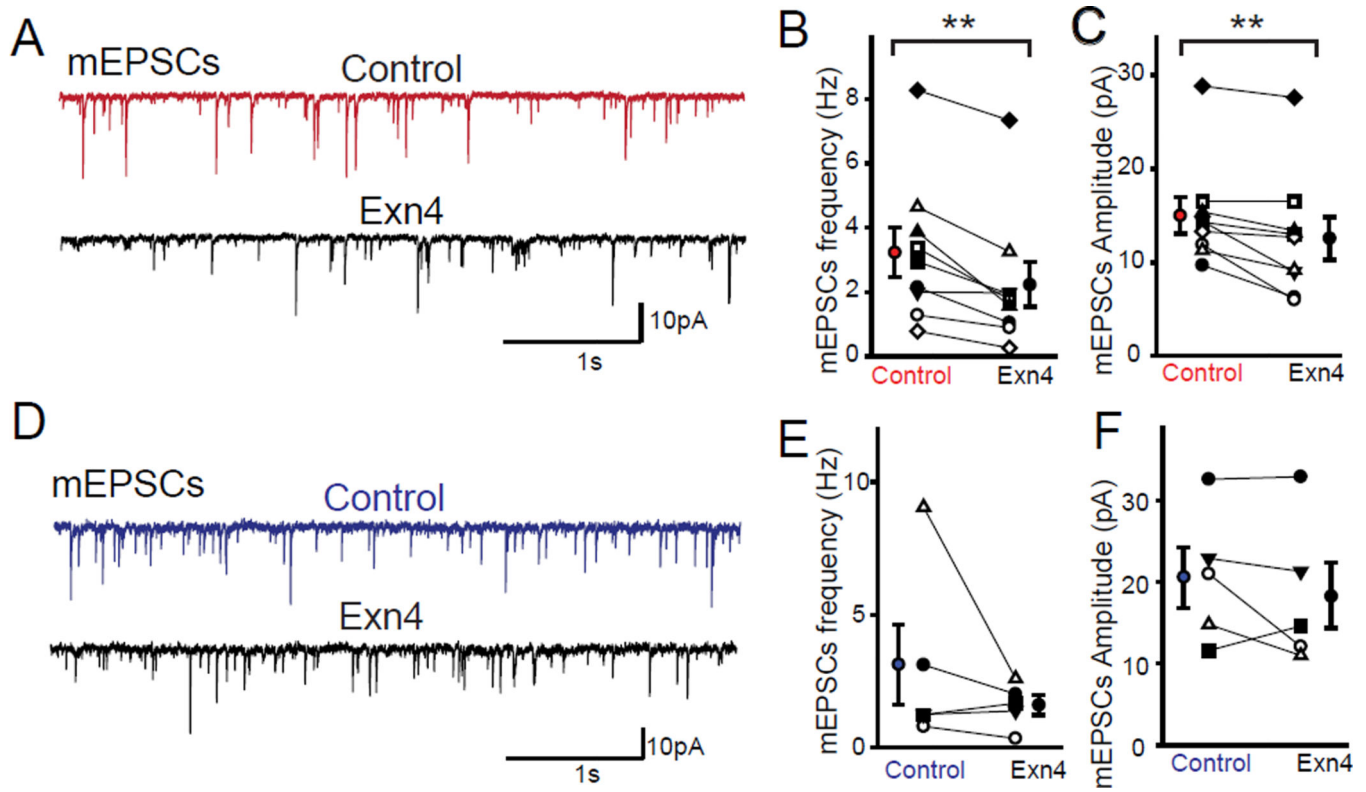 A
mEPSCs
Control
Exn4
10pA
1s
B
**
mEPSCs frequency (Hz)
8
6
4
2
0
Control
Exn4
C
**
mEPSCs Amplitude (pA)
30
20
10
0
Control
Exn4
D
mEPSCs
Control
Exn4
10pA
1s
E
mEPSCs frequency (Hz)
10
5
0
Control
Exn4
F
mEPSCs Amplitude (pA)
30
20
10
0
Control
Exn4